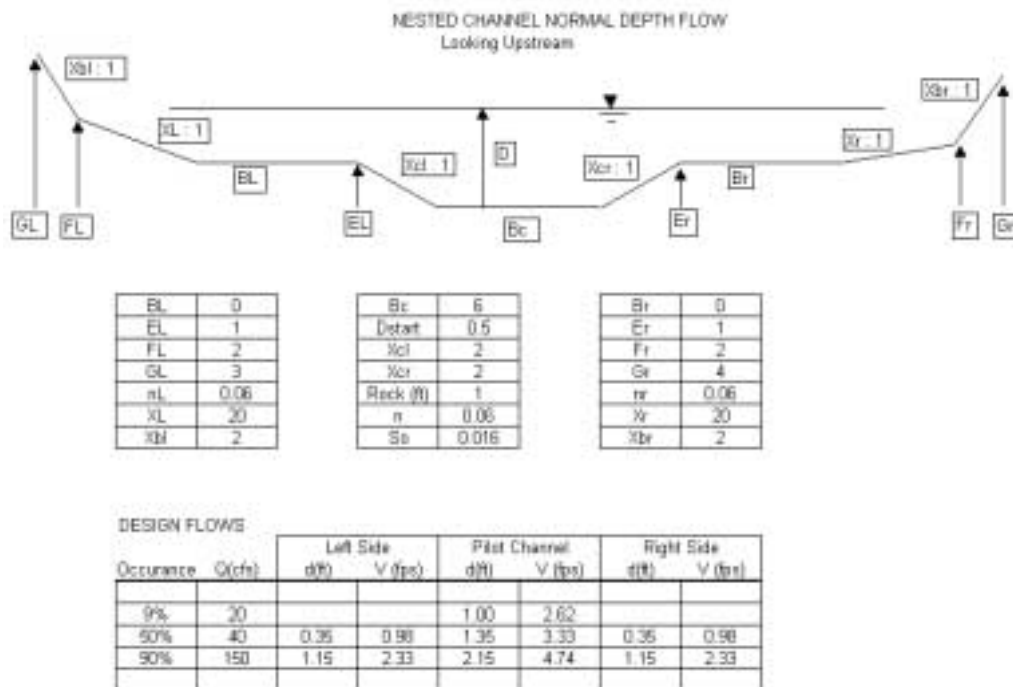 NESTED CHANNEL NORMAL DEPTH FLOW
Looking Upstream
Xbl : 1
Xbr : 1
XL : 1
Xr : 1
Xcl : 1
D
Xcr : 1
BL
Br
GL
FL
EL
Bc
Er
Fr
Gr
BL 0
EL 1
FL 2
GL 3
nL 0.06
XL 20
Xbl 2
Bc 6
Dstart 0.5
Xcl 2
Xcr 2
Rock (ft) 1
n 0.06
So 0.016
Br 0
Er 1
Fr 2
Gr 4
nr 0.06
Xr 20
Xbr 2
DESIGN FLOWS
Left Side Pilot Channel Right Side
Occurance Q(cfs) d(ft) V (fps) d(ft) V (fps) d(ft) V (fps)
9% 20 1.00 2.62
50% 40 0.35 0.98 1.35 3.33 0.35 0.98
90% 150 1.15 2.33 2.15 4.74 1.15 2.33